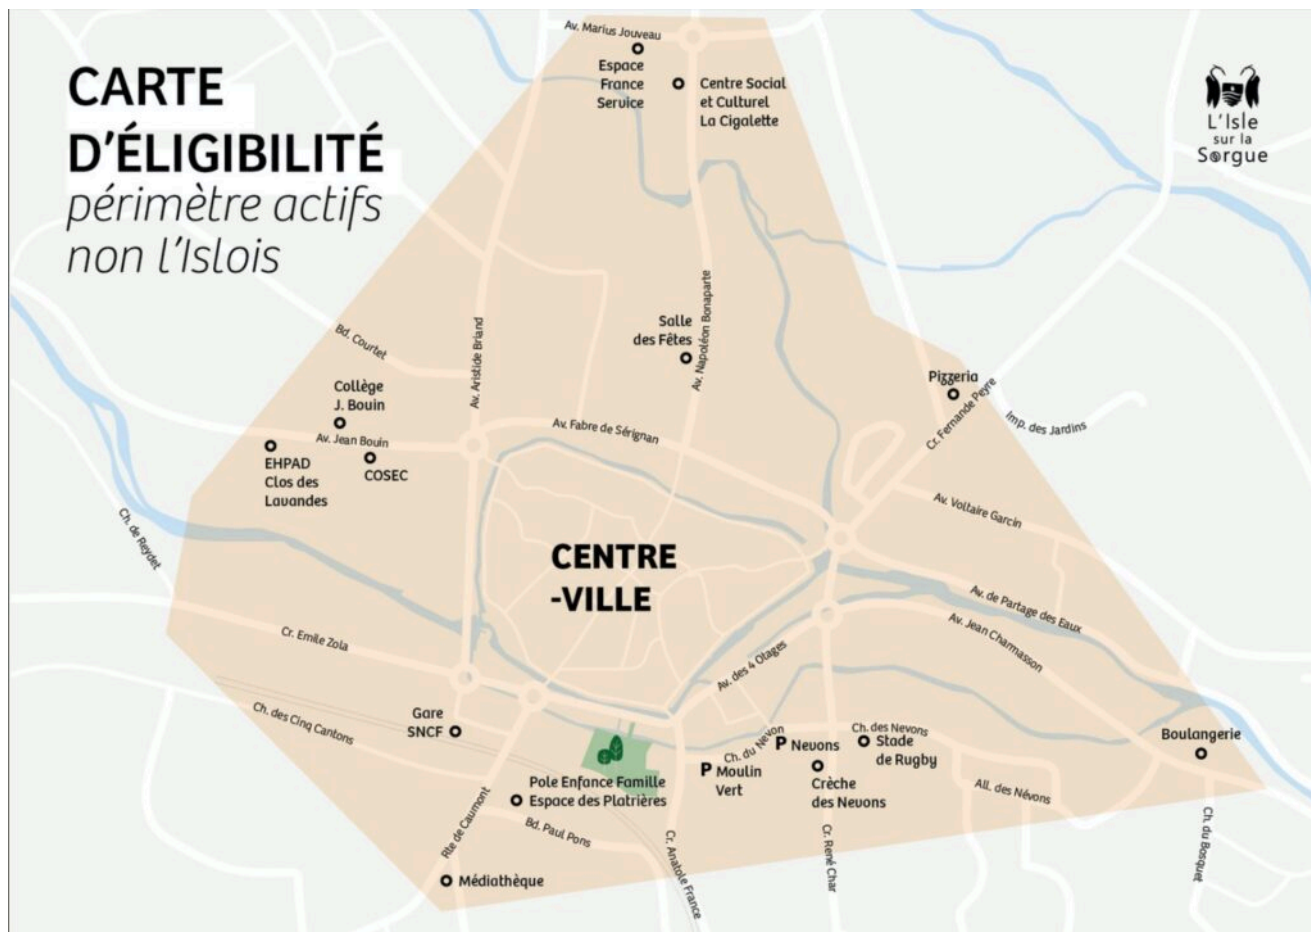 CARTE
D'ÉLIGIBILITÉ
périmètre actifs
non l'Islois
L'Isle
sur la
Sorgue
Av. Marius Jouveau
Espace
France
Service
Centre Social
et Culturel
La Cigalette
Av. Napoléon Bonaparte
Salle
des Fêtes
Bd. Courtet
Av. Aristide Briand
Collège
J. Bouin
Av. Jean Bouin
EHPAD
Clos des
Lavandes
COSEC
Av. Fabre de Sérignan
Pizzeria
Cr. Fernande Peyre
Imp. des Jardins
Av. Voltaire Garcin
Ch. de Reydet
CENTRE
-VILLE
Av. de Partage des Eaux
Av. Jean Charmasson
Cr. Emile Zola
Av. des 4 Otages
Ch. des Cinq Cantons
Gare
SNCF
Ch. du Nevon
P Nevons
Ch. des Nevons
Stade
de Rugby
Boulangerie
P Moulin
Vert
Crèche
des Nevons
All. des Névons
Pole Enfance Famille
Espace des Platrières
Rte de Caumont
Bd. Paul Pons
Cr. Anatole France
Cr. René Char
Ch. du Bosquet
Médiathèque